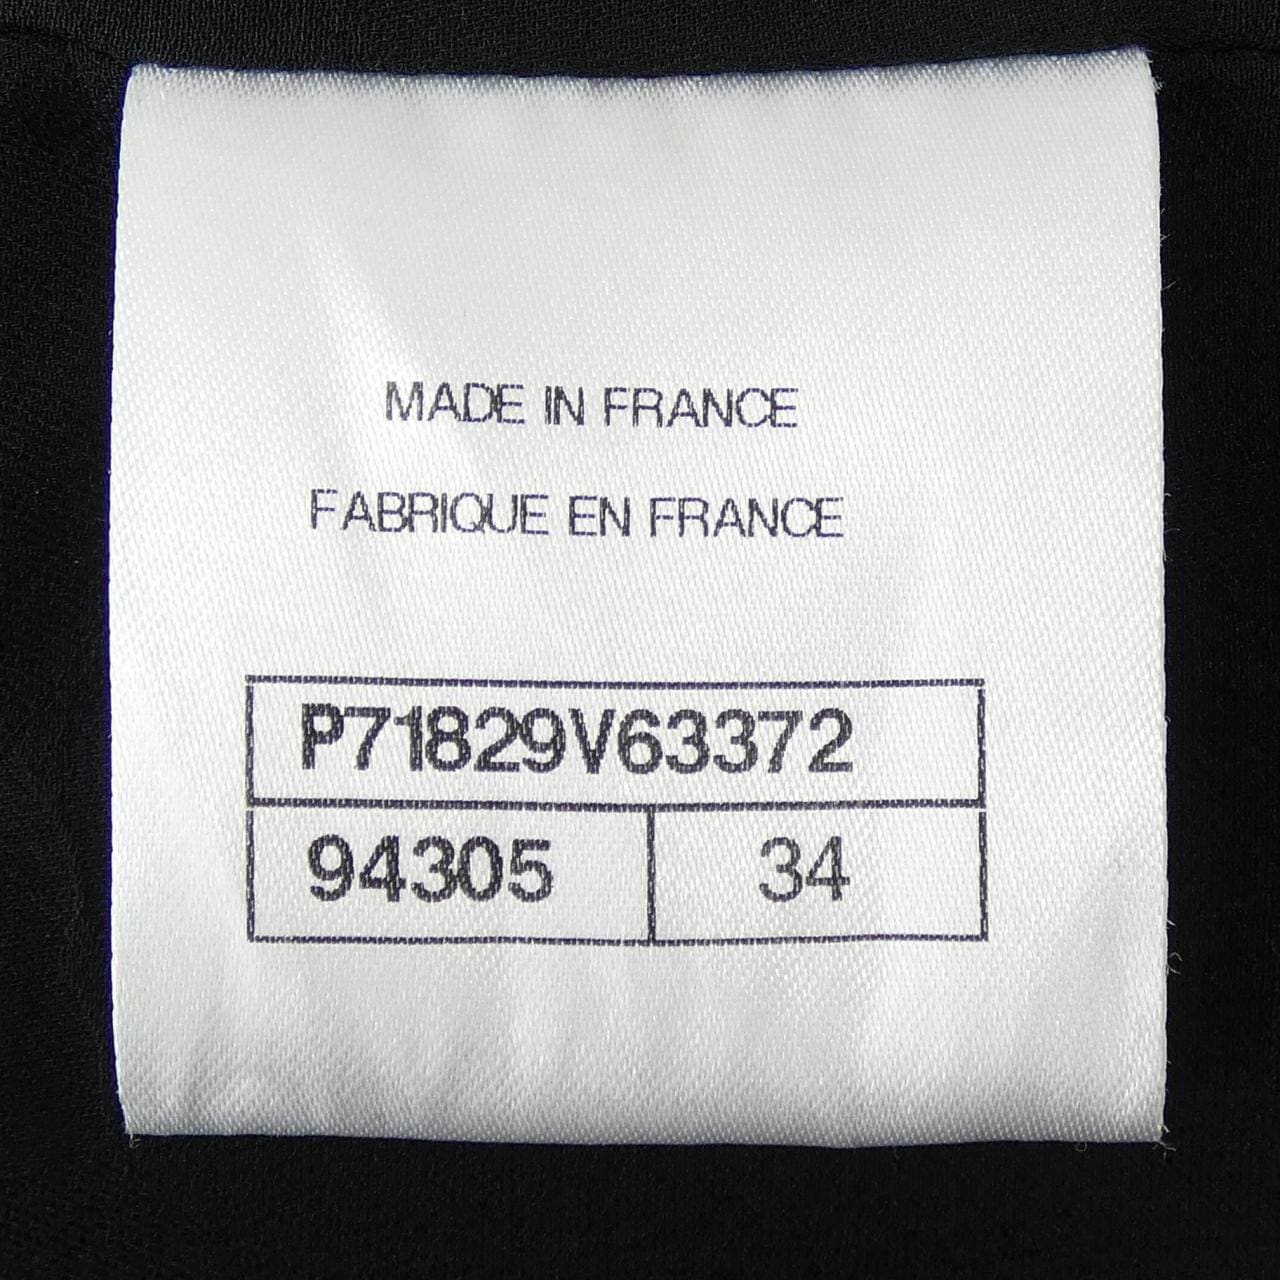 MADE IN FRANCE
FABRIQUE EN FRANCE
P71829V63372
94305 34